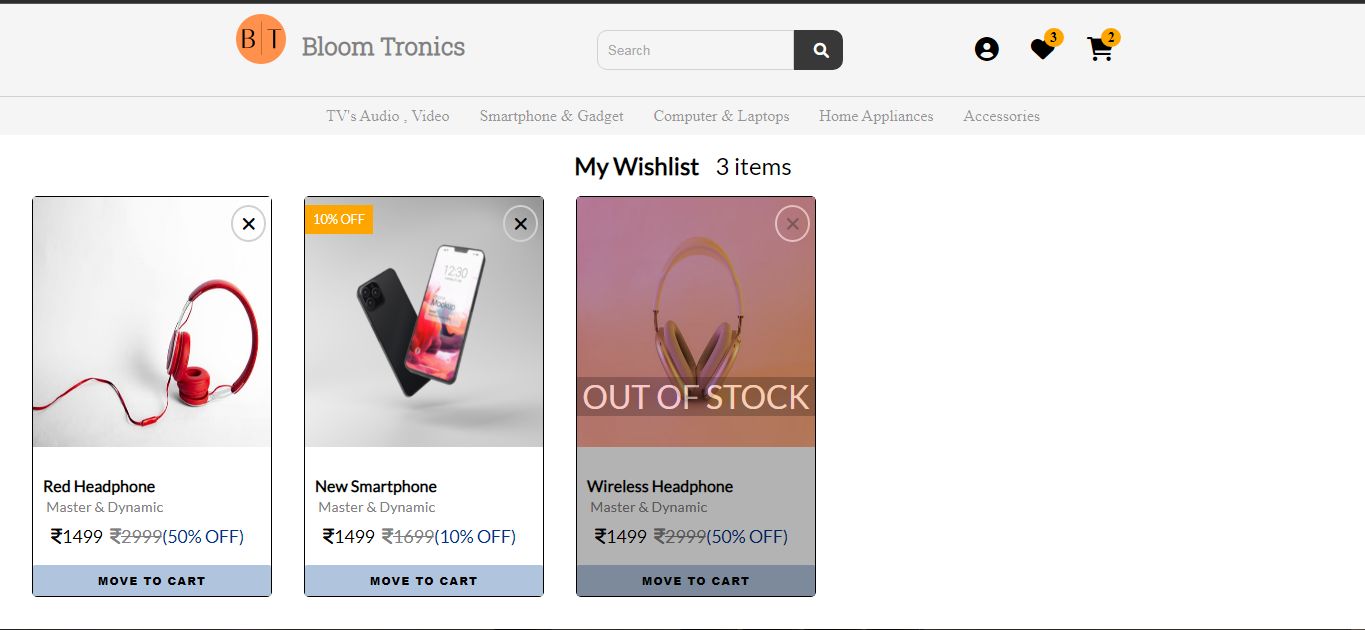 B|T
Bloom Tronics
Search
3
2
TV's Audio , Video
Smartphone & Gadget
Computer & Laptops
Home Appliances
Accessories
My Wishlist 3 items
10% OFF
12:30
Mockup
OUT OF STOCK
Red Headphone
Master & Dynamic
₹1499 ₹2999(50% OFF)
MOVE TO CART
New Smartphone
Master & Dynamic
₹1499 ₹1699(10% OFF)
MOVE TO CART
Wireless Headphone
Master & Dynamic
₹1499 ₹2999(50% OFF)
MOVE TO CART